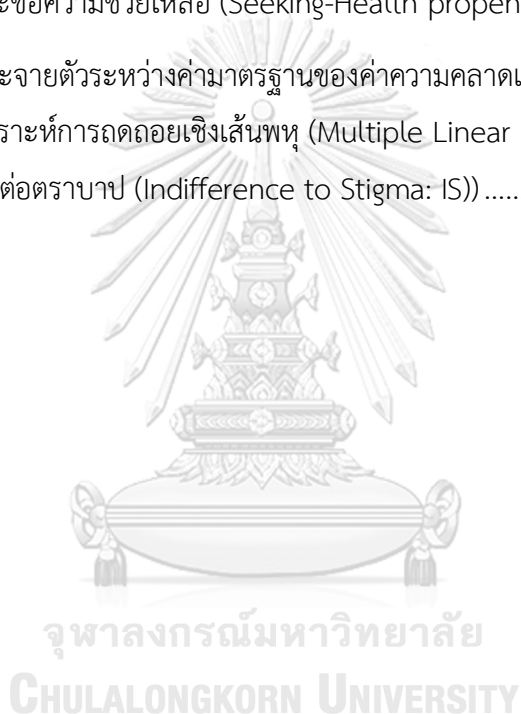 ะขอความช่วยเหลือ (Seeking-Health propen
ะจายตัวระหว่างค่ามาตรฐานของค่าความคลาดเ
ราะห์การถดถอยเชิงเส้นพหุ (Multiple Linear
ต่อตราบาป (Indifference to Stigma: IS)) .....
จุฬาลงกรณ์มหาวิทยาลัย
CHULALONGKORN UNIVERSITY